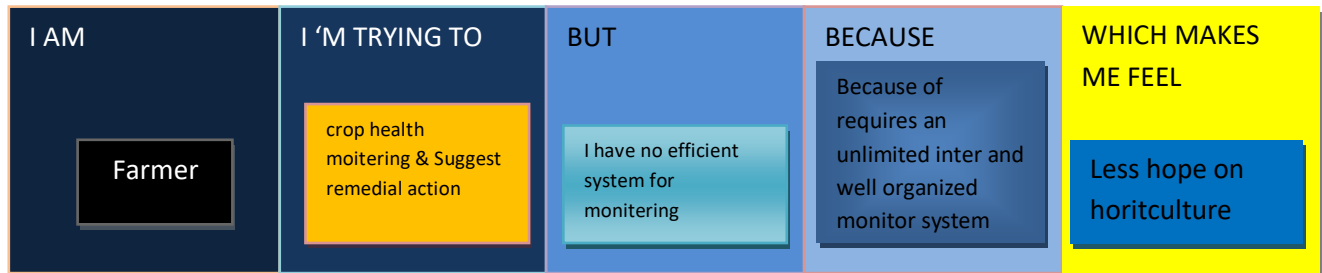 I AM
Farmer
I ‘M TRYING TO
crop health
moitering & Suggest
remedial action
BUT
I have no efficient
system for
monitering
BECAUSE
Because of
requires an
unlimited inter and
well organized
monitor system
WHICH MAKES
ME FEEL
Less hope on
horitculture